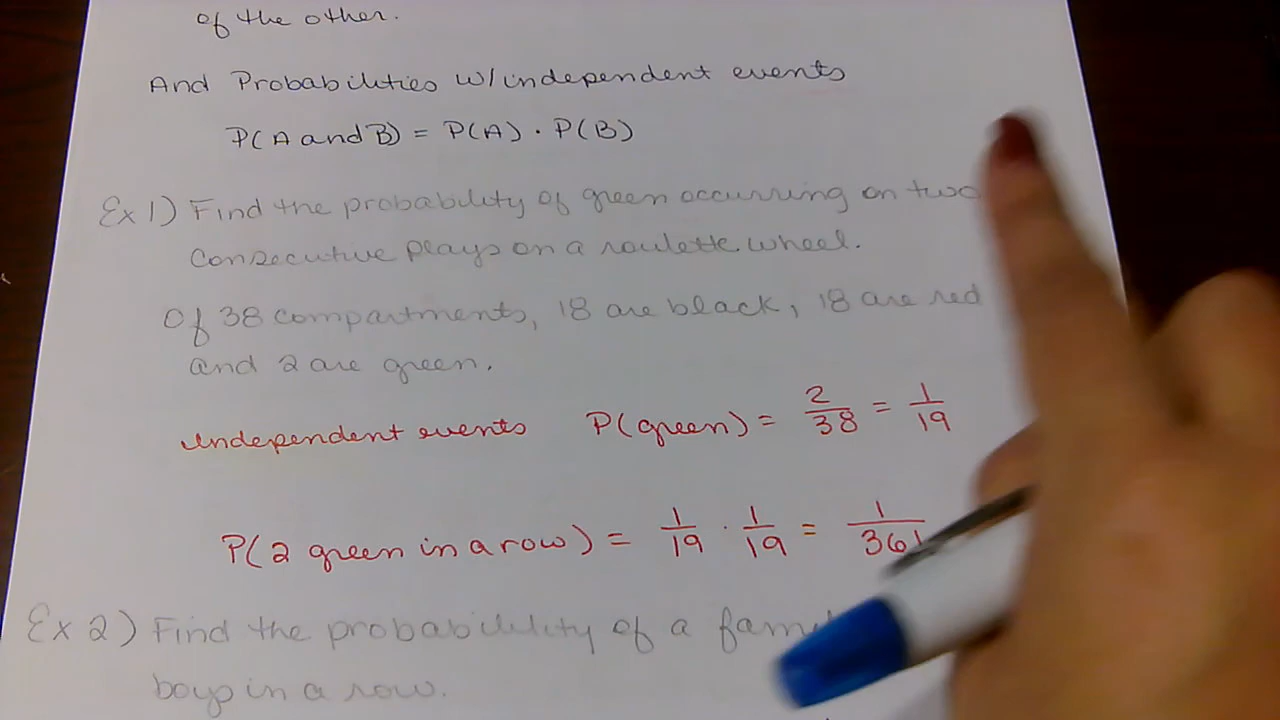 of the other.
And Probabilities w/independent events
P(A and B) = P(A) · P(B)
Ex 1) Find the probability of green occurring on two
consecutive plays on a roulette wheel.
Of 38 compartments, 18 are black, 18 are red
and 2 are green.
independent events P(green) = 2/38 = 1/19
P(2 green in a row) = 1/19 · 1/19 = 1/361
Ex 2) Find the probability of a
boys in a row.